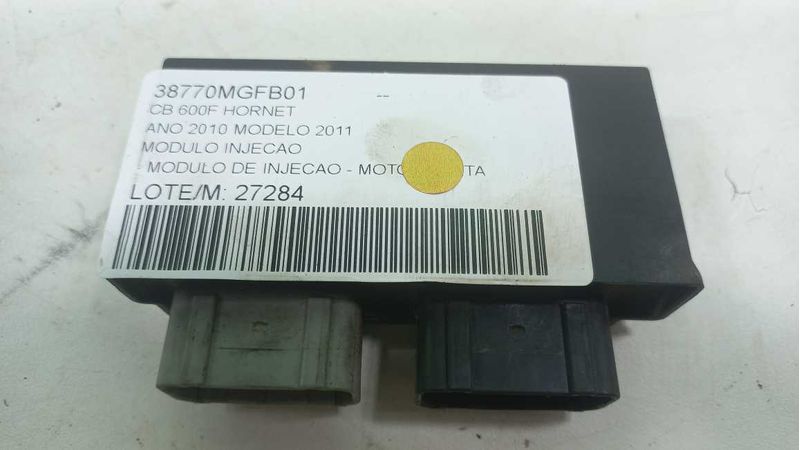 38770MGFB01 --
CB 600F HORNET
ANO 2010 MODELO 2011
MODULO INJECAO
MODULO DE INJECAO - MOTO
LOTE/M: 27284